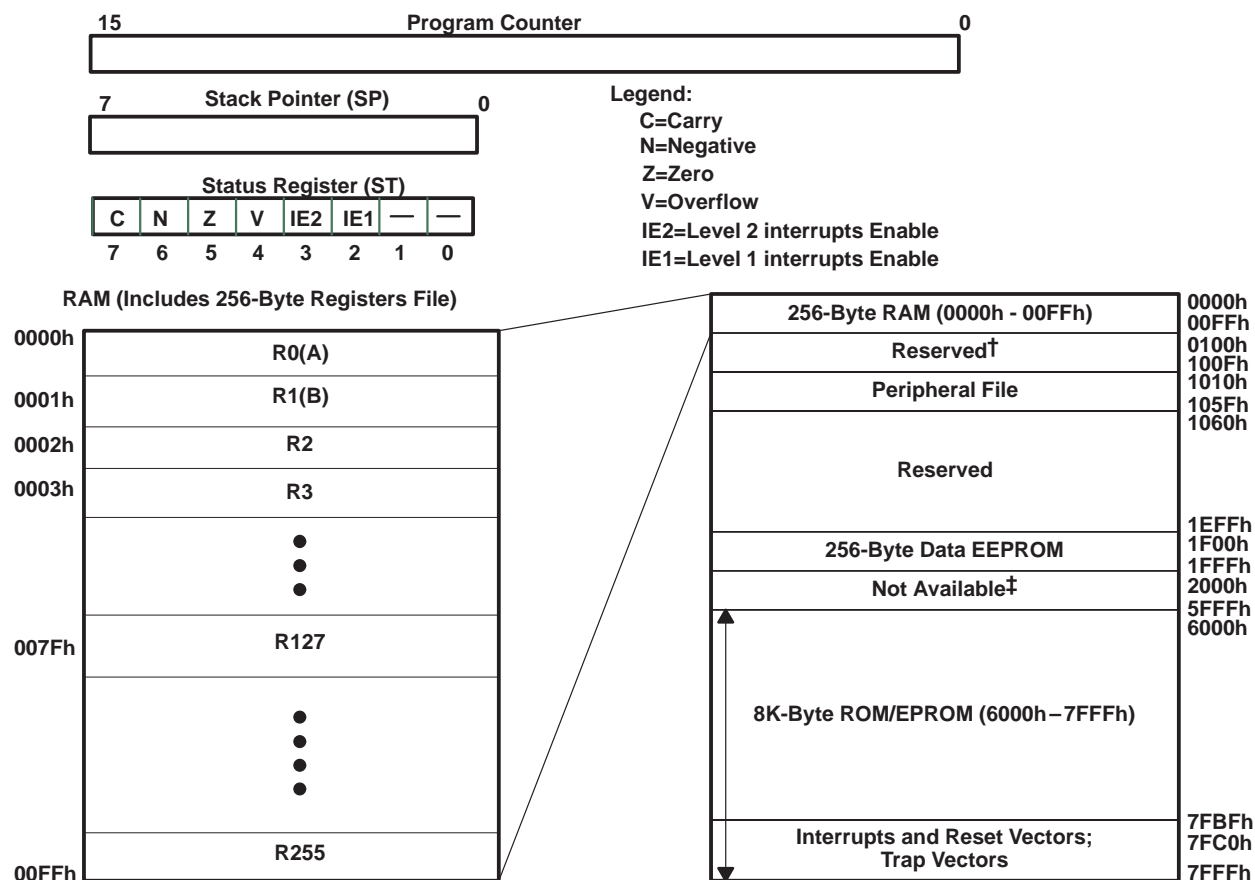 15 Program Counter 0
7 Stack Pointer (SP) 0
Legend:
C=Carry
N=Negative
Z=Zero
V=Overflow
IE2=Level 2 interrupts Enable
IE1=Level 1 interrupts Enable
Status Register (ST)
C N Z V IE2 IE1 — —
7 6 5 4 3 2 1 0
RAM (Includes 256-Byte Registers File)
0000h
R0(A)
0001h
R1(B)
0002h
R2
0003h
R3
007Fh
R127
R255
00FFh
256-Byte RAM (0000h - 00FFh)
0000h
00FFh
Reserved†
0100h
100Fh
Peripheral File
1010h
105Fh
1060h
Reserved
1EFFh
256-Byte Data EEPROM
1F00h
1FFFh
Not Available‡
2000h
5FFFh
6000h
8K-Byte ROM/EPROM (6000h–7FFFh)
7FBFh
Interrupts and Reset Vectors;
Trap Vectors
7FC0h
7FFFh